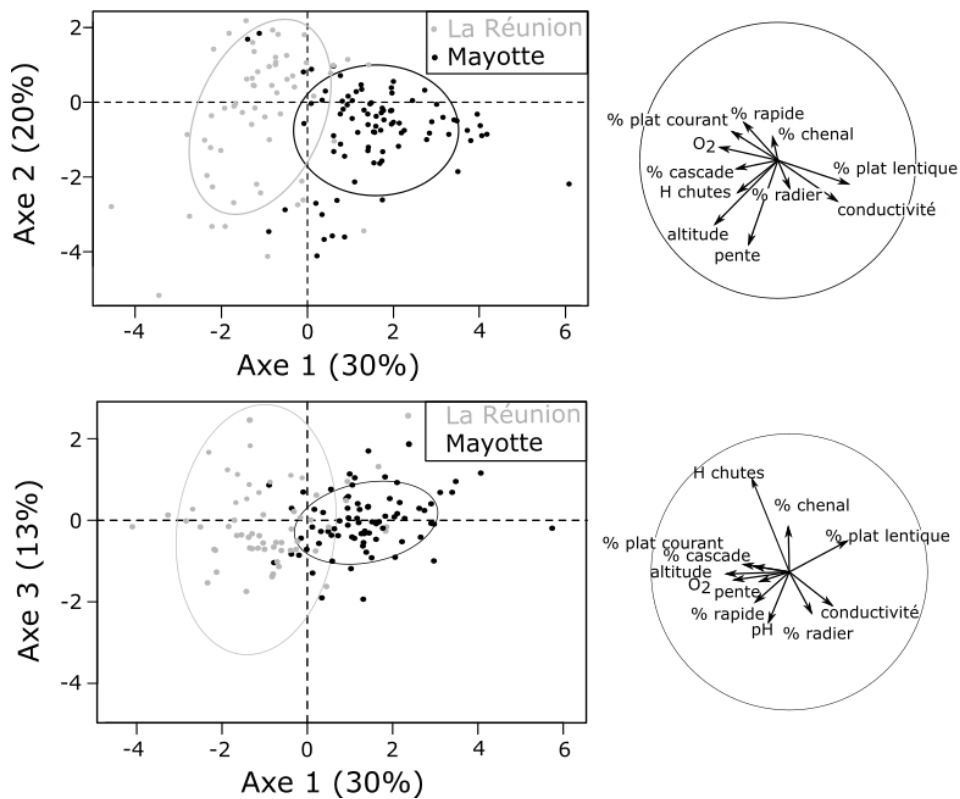 La Réunion
Mayotte
2
0
-2
-4
Axe 2 (20%)
-4
-2
0
2
4
6
Axe 1 (30%)
% rapide
% plat courant
% chenal
O2
% cascade
% plat lentique
H chutes
% radier
conductivité
altitude
pente
La Réunion
Mayotte
2
0
-2
-4
Axe 3 (13%)
-4
-2
0
2
4
6
Axe 1 (30%)
H chutes
% chenal
% plat lentique
% plat courant
% cascade
altitude
O2
pente
% rapide
conductivité
pH
% radier